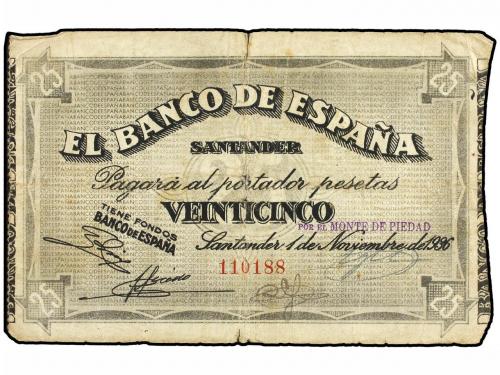 25 25
EL BANCO DE ESPAÑA
SANTANDER
Pagará al portador pesetas
VEINTICINCO
TIENE FONDOS
BANCO DE ESPAÑA
POR EL MONTE DE PIEDAD
Santander 1 de Noviembre de 1936
110188
25 25